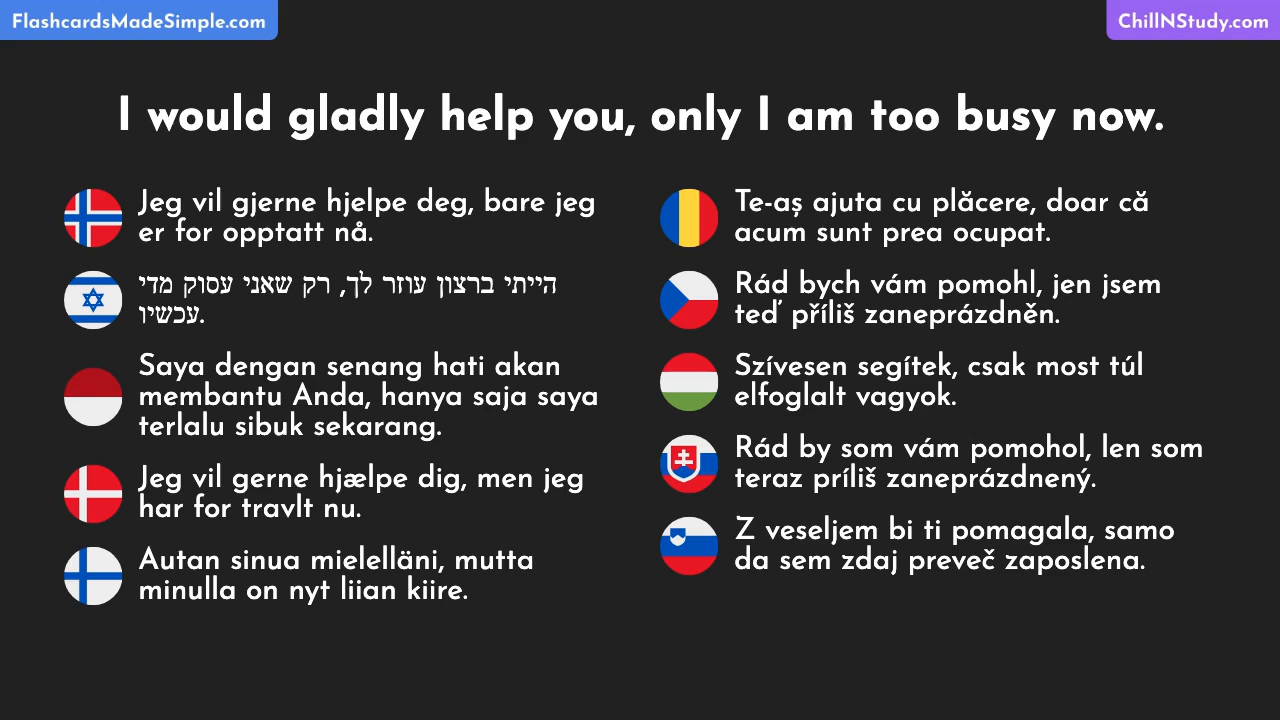 FlashcardsMadeSimple.com
ChillNStudy.com
I would gladly help you, only I am too busy now.
Jeg vil gjerne hjelpe deg, bare jeg
er for opptatt nå.
הייתי ברצון עוזר לך, רק שאני עסוק מדי
עכשיו.
Saya dengan senang hati akan
membantu Anda, hanya saja saya
terlalu sibuk sekarang.
Jeg vil gerne hjælpe dig, men jeg
har for travlt nu.
Autan sinua mielelläni, mutta
minulla on nyt liian kiire.
Te-aș ajuta cu plăcere, doar că
acum sunt prea ocupat.
Rád bych vám pomohl, jen jsem
teď příliš zaneprázdněn.
Szívesen segítek, csak most túl
elfoglalt vagyok.
Rád by som vám pomohol, len som
teraz príliš zaneprázdnený.
Z veseljem bi ti pomagala, samo
da sem zdaj preveč zaposlena.